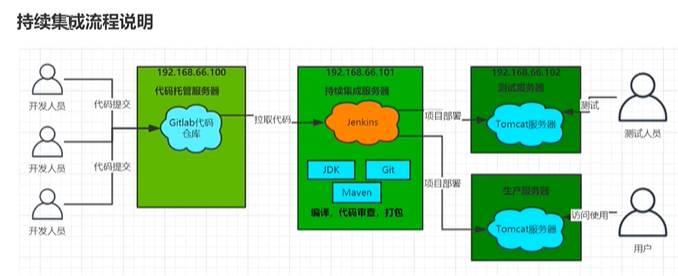 持续集成流程说明
192.168.66.100
代码托管服务器
Gitlab代码
仓库
开发人员
开发人员
开发人员
代码提交
代码提交
拉取代码
192.168.66.101
持续集成服务器
Jenkins
JDK
Git
Maven
编译，代码审查，打包
项目部署
项目部署
192.168.66.102
测试服务器
Tomcat服务器
测试
测试人员
生产服务器
Tomcat服务器
访问使用
用户